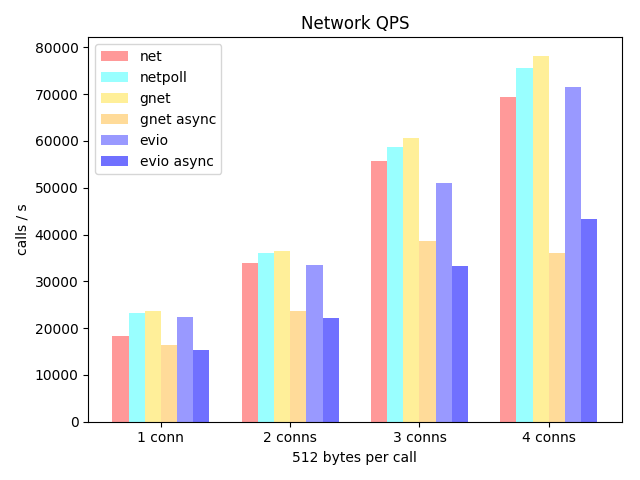 Network QPS
net
netpoll
gnet
gnet async
evio
evio async
calls / s
80000
70000
60000
50000
40000
30000
20000
10000
0
1 conn
2 conns
3 conns
4 conns
512 bytes per call